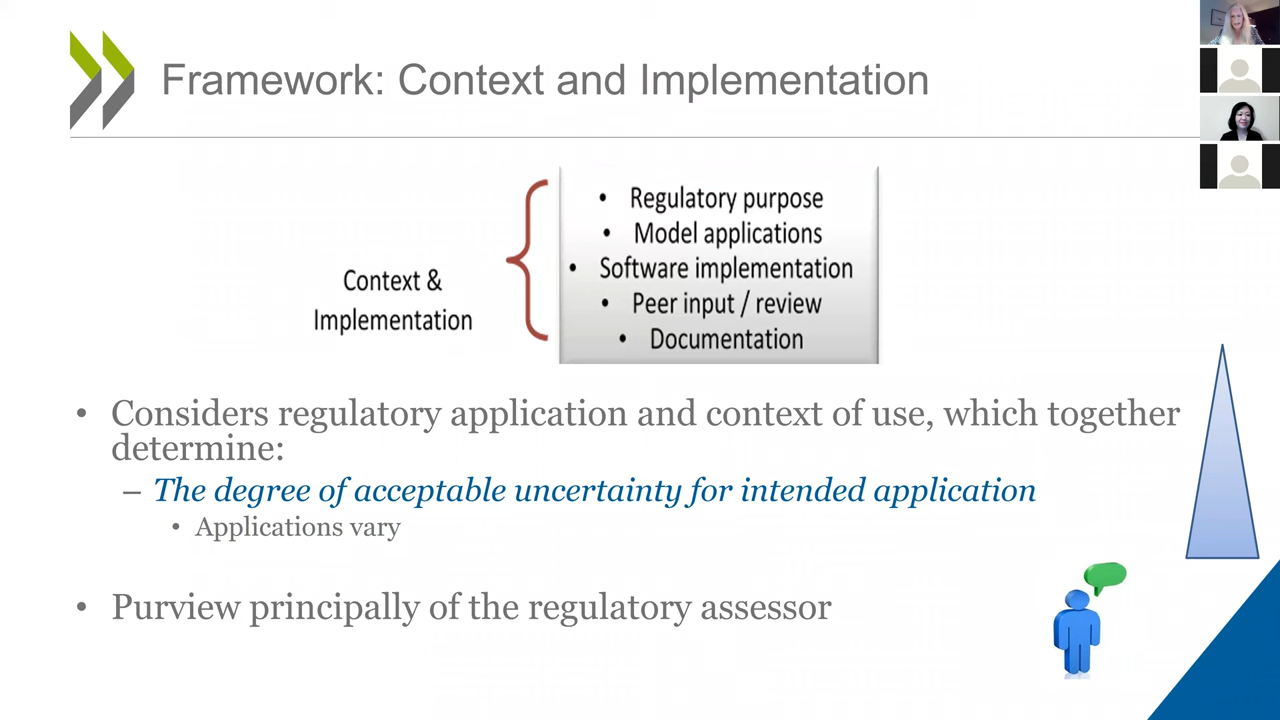 Framework: Context and Implementation
Context &
Implementation
• Regulatory purpose
• Model applications
• Software implementation
• Peer input / review
• Documentation
• Considers regulatory application and context of use, which together
determine:
– The degree of acceptable uncertainty for intended application
• Applications vary
• Purview principally of the regulatory assessor